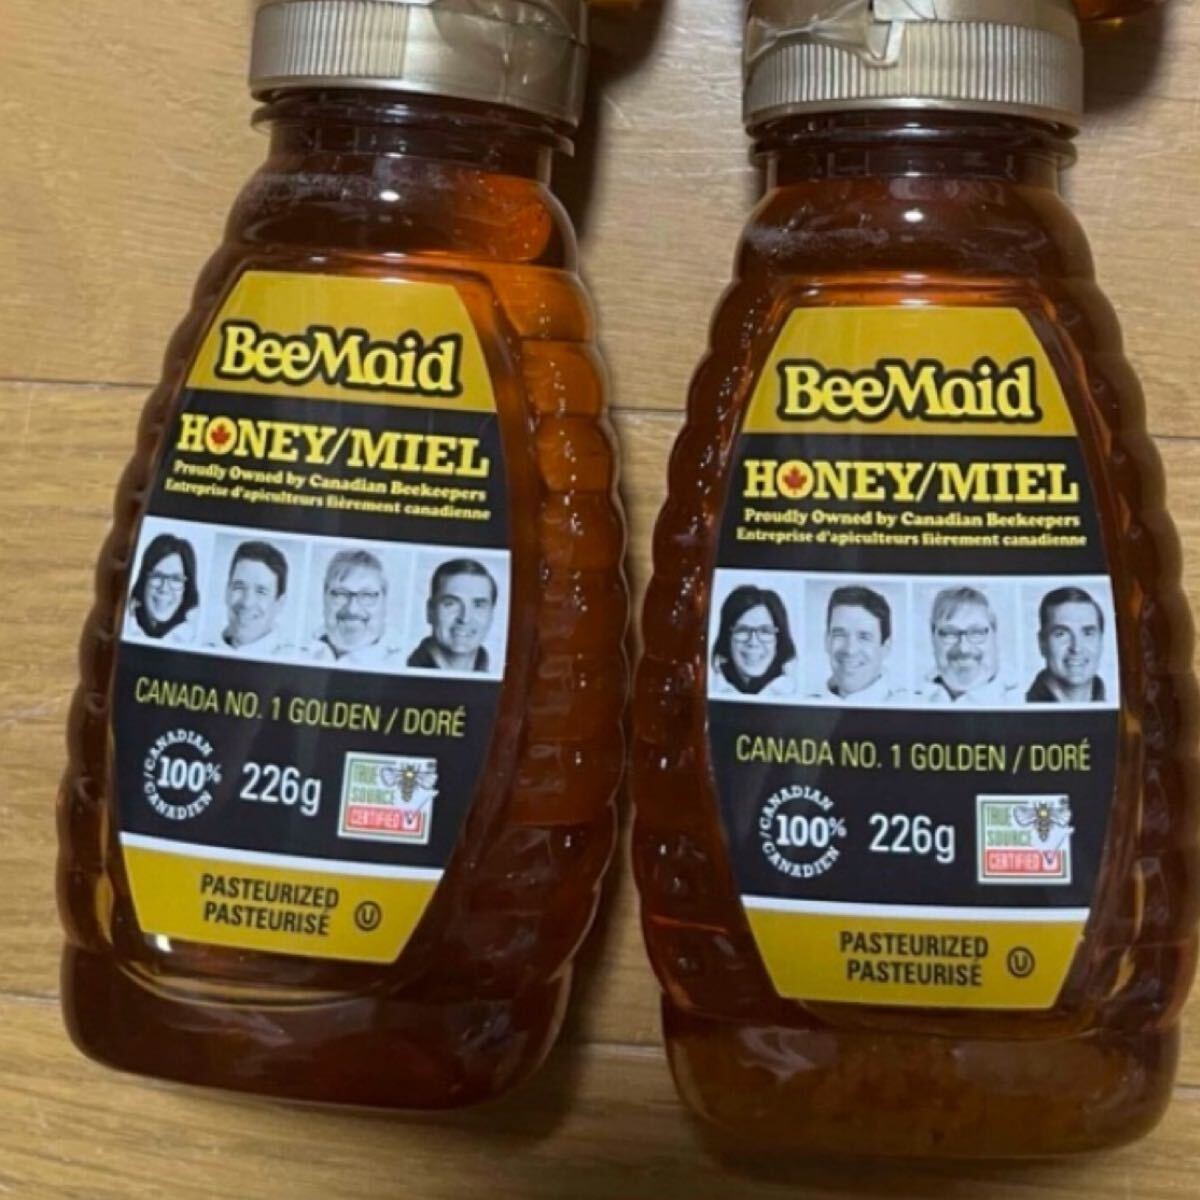 BeeMaid
HONEY/MIEL
Proudly Owned by Canadian Beekeepers
Entreprise d'apiculteurs fièrement canadienne
CANADA NO. 1 GOLDEN / DORÉ
CANADIAN
100%
CANADIEN
226g
TRUE
SOURCE
CERTIFIED
PASTEURIZED
PASTEURISÉ
U
BeeMaid
HONEY/MIEL
Proudly Owned by Canadian Beekeepers
Entreprise d'apiculteurs fièrement canadienne
CANADA NO. 1 GOLDEN / DORÉ
CANADIAN
100%
CANADIEN
226g
TRUE
SOURCE
CERTIFIED
PASTEURIZED
PASTEURISÉ
U